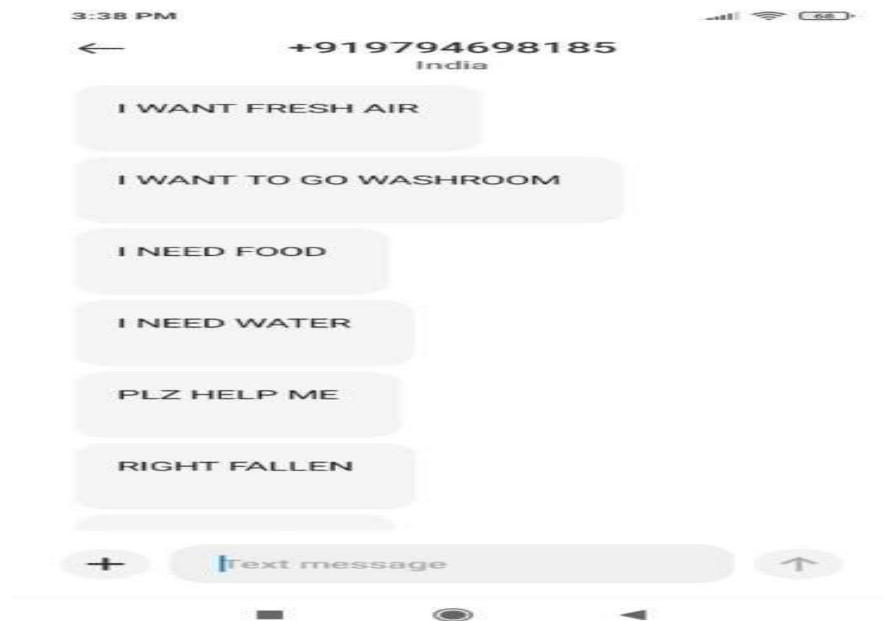 3:38 PM
68
+919794698185
India
I WANT FRESH AIR
I WANT TO GO WASHROOM
I NEED FOOD
I NEED WATER
PLZ HELP ME
RIGHT FALLEN
Text message